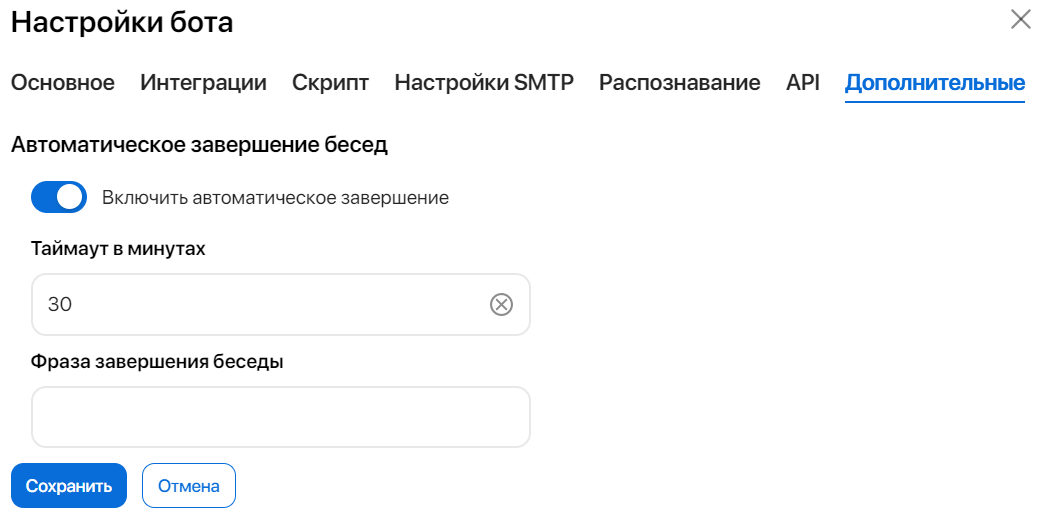 Настройки бота
Основное Интеграции Скрипт Настройки SMTP Распознавание API Дополнительные
Автоматическое завершение бесед
Включить автоматическое завершение
Таймаут в минутах
30
Фраза завершения беседы
Сохранить Отмена